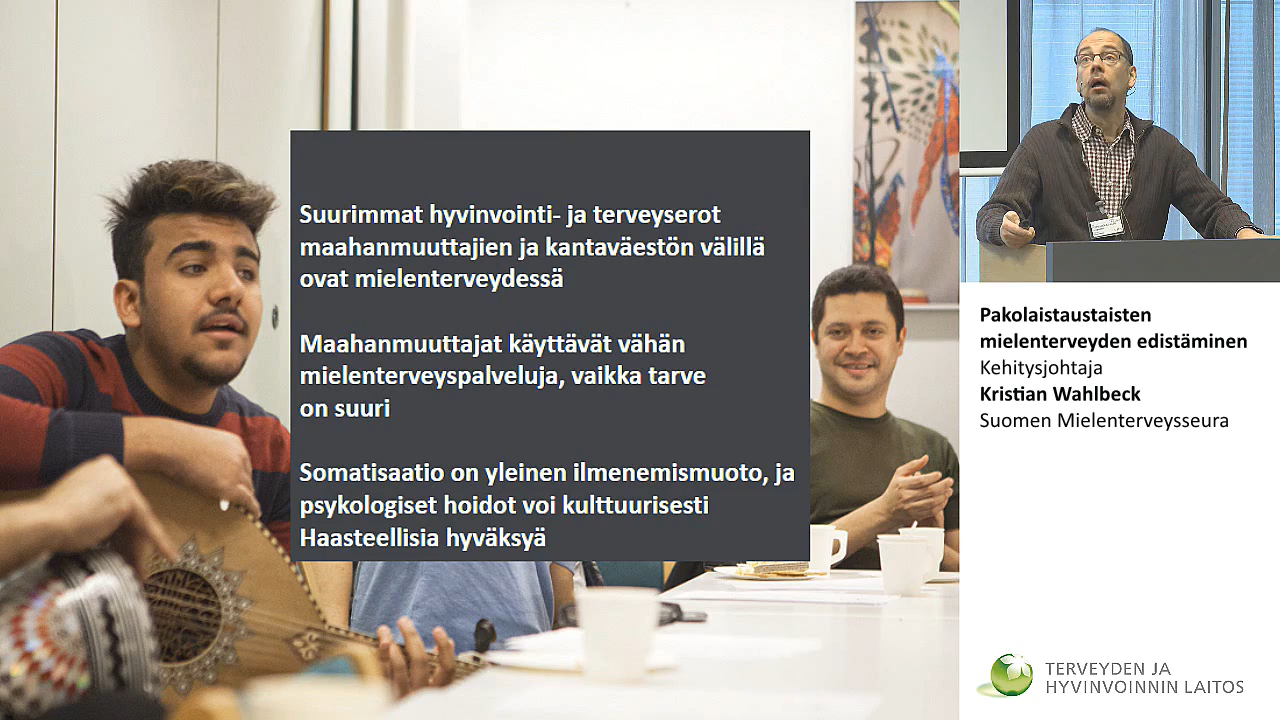 Suurimmat hyvinvointi- ja terveyserot
maahanmuuttajien ja kantaväestön välillä
ovat mielenterveydessä
Maahanmuuttajat käyttävät vähän
mielenterveyspalveluja, vaikka tarve
on suuri
Somatisaatio on yleinen ilmenemismuoto, ja
psykologiset hoidot voi kulttuurisesti
Haasteellisia hyväksyä
Pakolaistaustaisten
mielenterveyden edistäminen
Kehitysjohtaja
Kristian Wahlbeck
Suomen Mielenterveysseura
TERVEYDEN JA
HYVINVOINNIN LAITOS